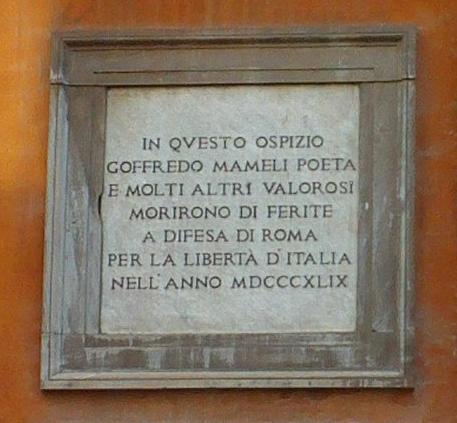 IN QVESTO OSPIZIO
GOFFREDO MAMELI POETA
E MOLTI ALTRI VALOROSI
MORIRONO DI FERITE
A DIFESA DI ROMA
PER LA LIBERTÀ D'ITALIA
NELL'ANNO MDCCCXLIX